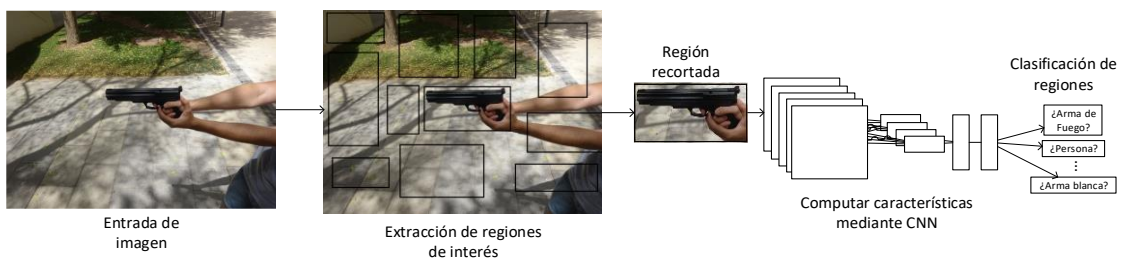 Entrada de
imagen
Extracción de regiones
de interés
Región
recortada
Computar características
mediante CNN
Clasificación de
regiones
¿Arma de
Fuego?
¿Persona?
¿Arma blanca?